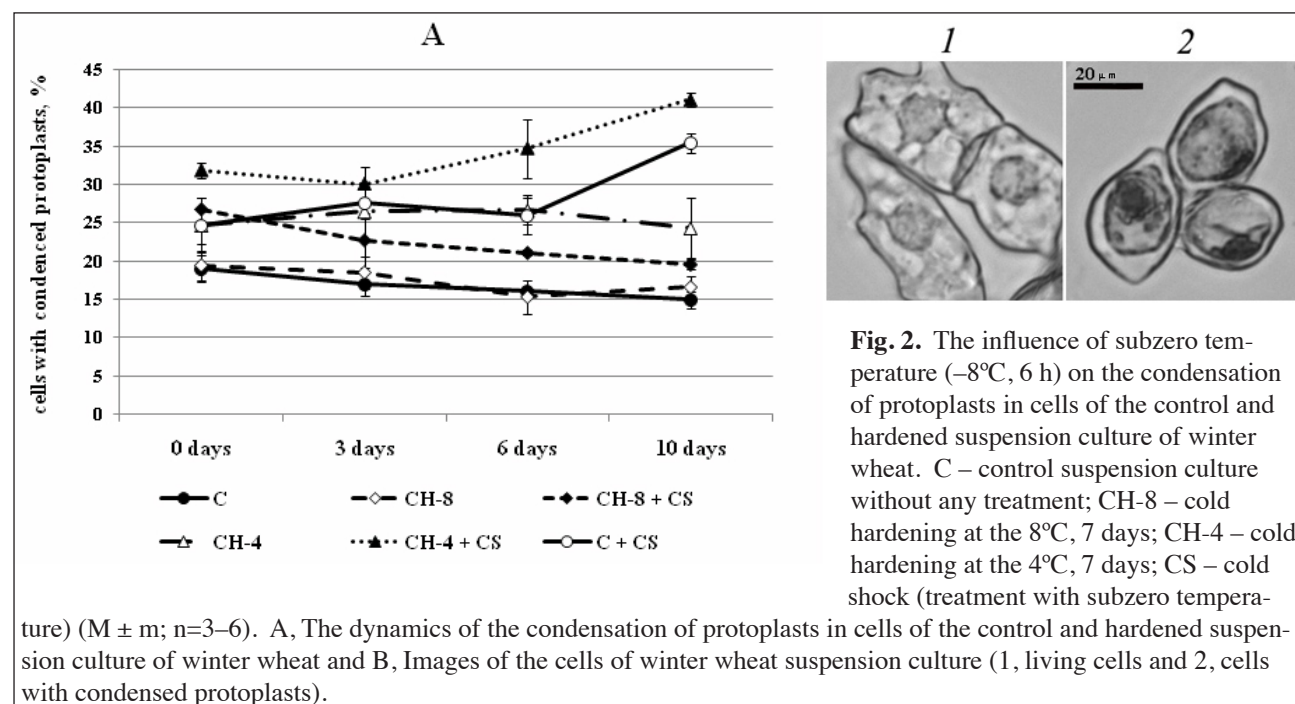 A
1
2
cells with condenced protoplasts, %
45
40
35
30
25
20
15
10
5
0
0 days 3 days 6 days 10 days
C CH-8 CH-8 + CS
CH-4 CH-4 + CS C + CS
20 μm
Fig. 2. The influence of subzero tem-
perature (–8ºC, 6 h) on the condensation
of protoplasts in cells of the control and
hardened suspension culture of winter
wheat. C – control suspension culture
without any treatment; CH-8 – cold
hardening at the 8ºC, 7 days; CH-4 – cold
hardening at the 4ºC, 7 days; CS – cold
shock (treatment with subzero tempera-
ture) (M ± m; n=3–6). A, The dynamics of the condensation of protoplasts in cells of the control and hardened suspen-
sion culture of winter wheat and B, Images of the cells of winter wheat suspension culture (1, living cells and 2, cells
with condensed protoplasts).